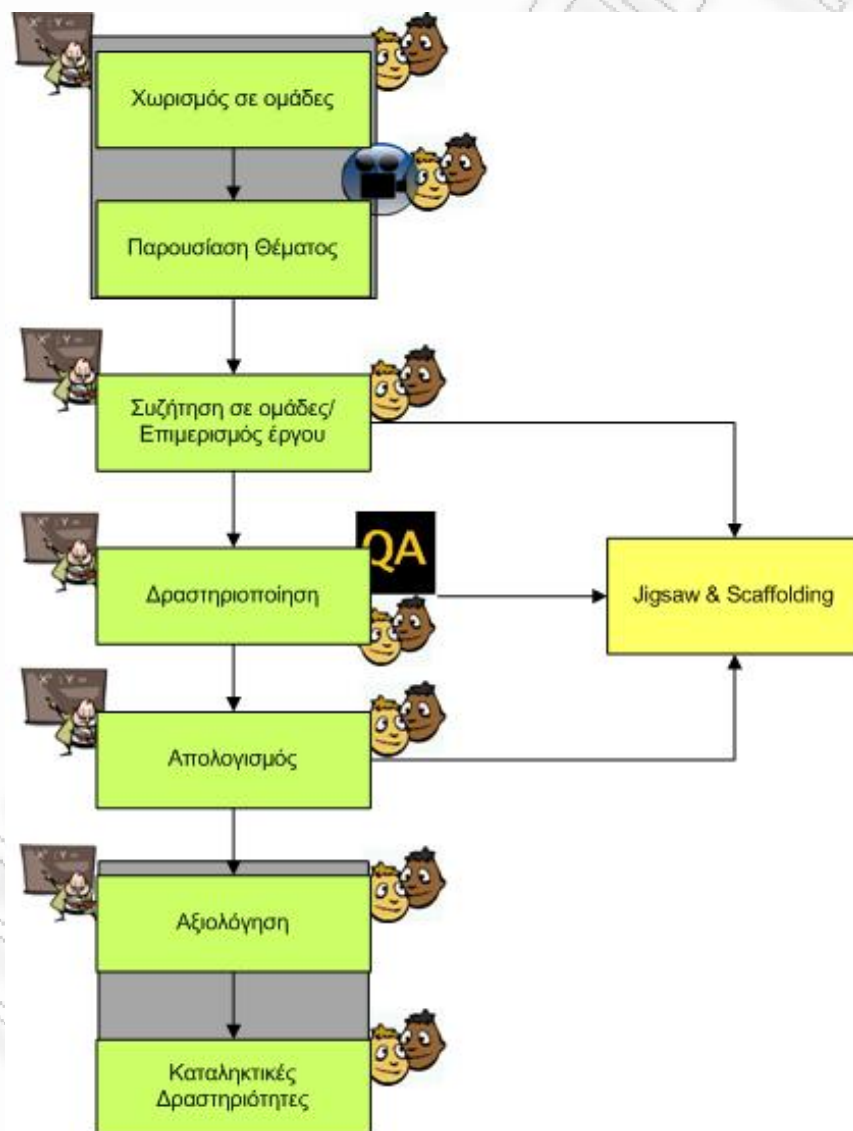 Χωρισμός σε ομάδες
Παρουσίαση Θέματος
Συζήτηση σε ομάδες/
Επιμερισμός έργου
QA
Δραστηριοποίηση
Jigsaw & Scaffolding
Απολογισμός
Αξιολόγηση
Καταληκτικές
Δραστηριότητες